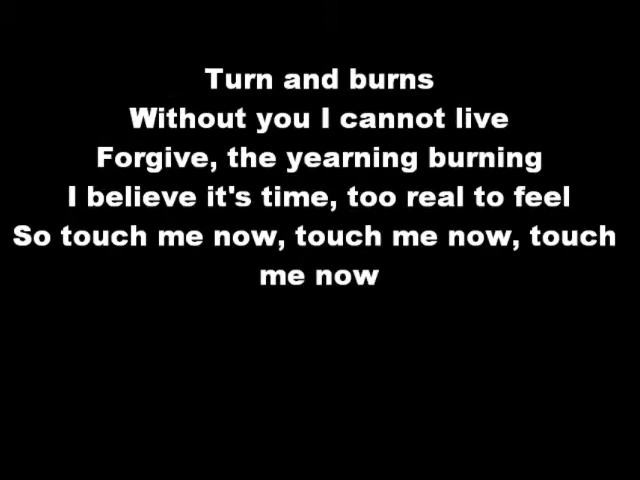 Turn and burns
Without you I cannot live
Forgive, the yearning burning
I believe it's time, too real to feel
So touch me now, touch me now, touch
me now